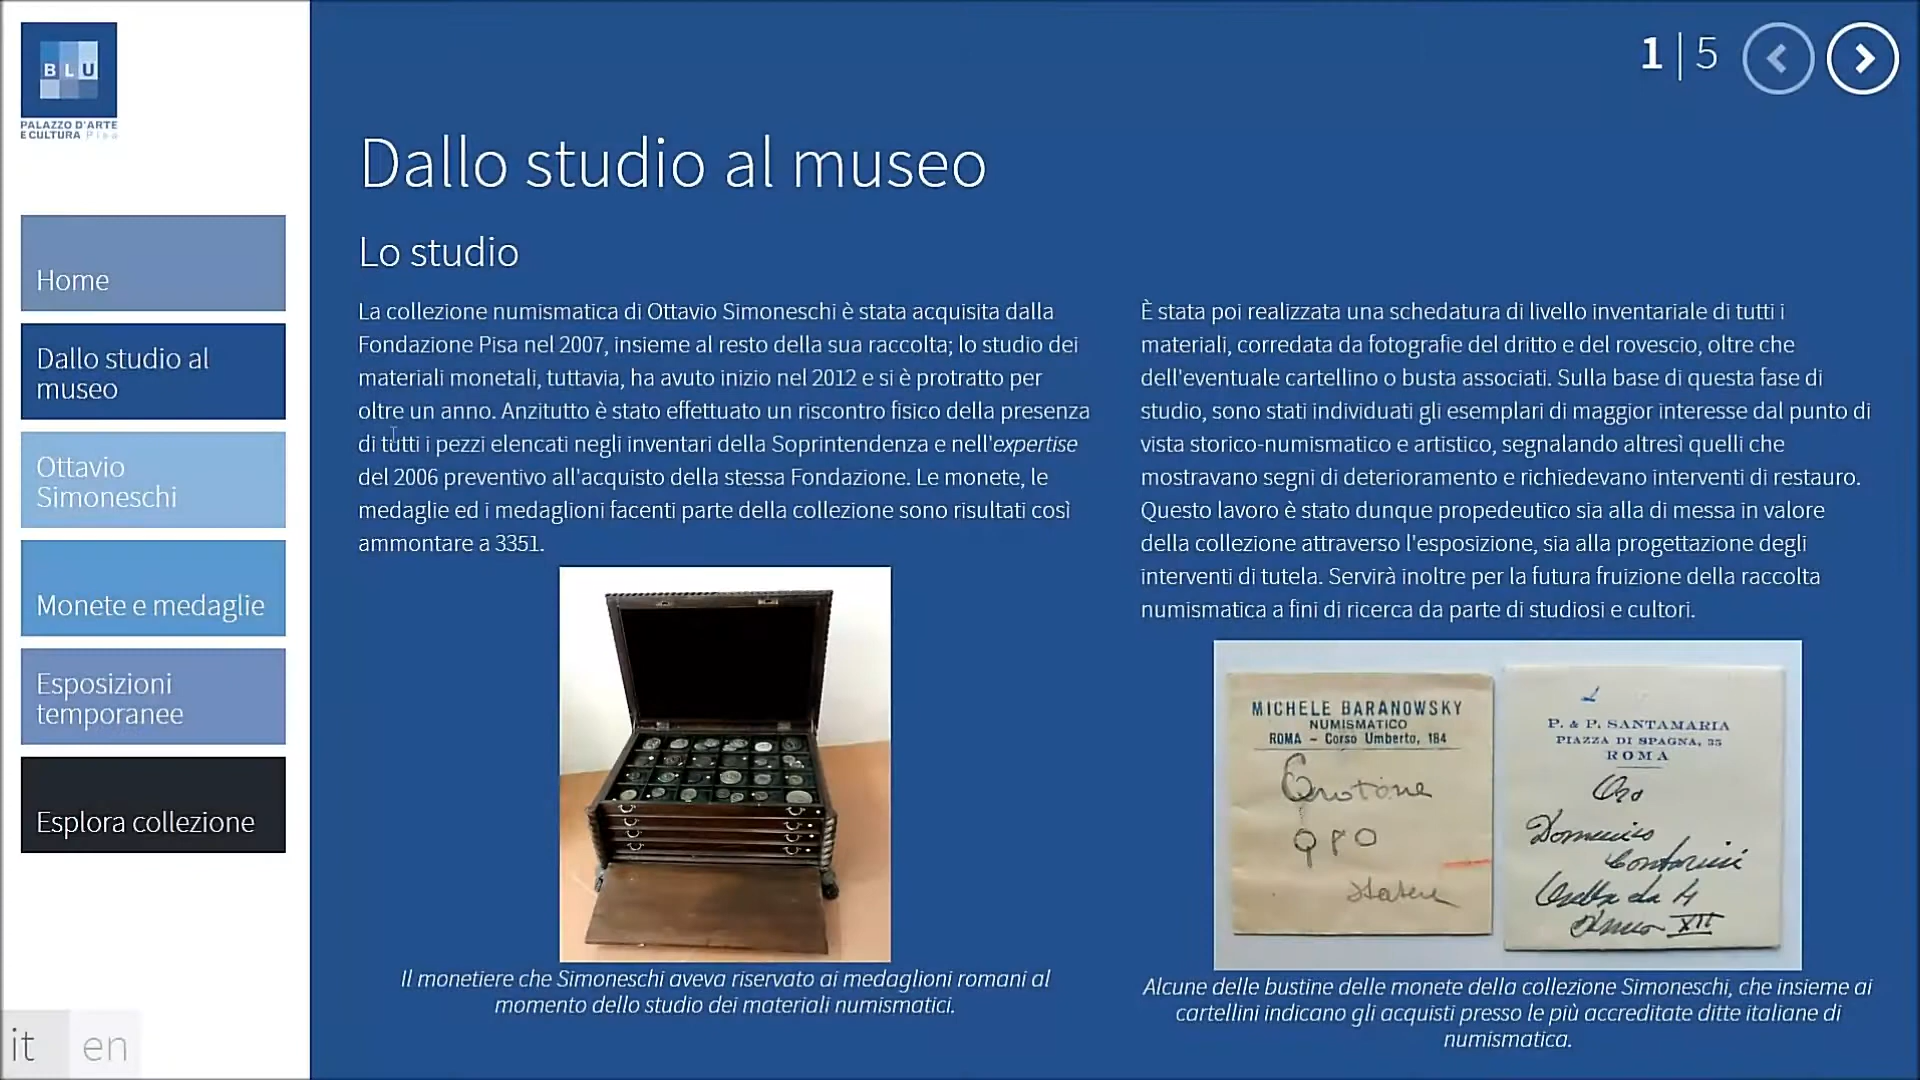 BLU
PALAZZO D'ARTE
E CULTURA Pisa
1 | 5
Dallo studio al museo
Lo studio
Home
Dallo studio al
museo
Ottavio
Simoneschi
Monete e medaglie
Esposizioni
temporanee
Esplora collezione
it en
La collezione numismatica di Ottavio Simoneschi è stata acquisita dalla
Fondazione Pisa nel 2007, insieme al resto della sua raccolta; lo studio dei
materiali monetali, tuttavia, ha avuto inizio nel 2012 e si è protratto per
oltre un anno. Anzitutto è stato effettuato un riscontro fisico della presenza
di tutti i pezzi elencati negli inventari della Soprintendenza e nell'expertise
del 2006 preventivo all'acquisto della stessa Fondazione. Le monete, le
medaglie ed i medaglioni facenti parte della collezione sono risultati così
ammontare a 3351.
Il monetiere che Simoneschi aveva riservato ai medaglioni romani al
momento dello studio dei materiali numismatici.
È stata poi realizzata una schedatura di livello inventariale di tutti i
materiali, corredata da fotografie del dritto e del rovescio, oltre che
dell'eventuale cartellino o busta associati. Sulla base di questa fase di
studio, sono stati individuati gli esemplari di maggior interesse dal punto di
vista storico-numismatico e artistico, segnalando altresì quelli che
mostravano segni di deterioramento e richiedevano interventi di restauro.
Questo lavoro è stato dunque propedeutico sia alla di messa in valore
della collezione attraverso l'esposizione, sia alla progettazione degli
interventi di tutela. Servirà inoltre per la futura fruizione della raccolta
numismatica a fini di ricerca da parte di studiosi e cultori.
MICHELE BARANOWSKY
NUMISMATICO
ROMA - Corso Umberto, 184
Crotone
ϘPO
statere
P. & P. SANTAMARIA
PIAZZA DI SPAGNA, 35
ROMA
Oro
Domenico
Contarini
Osella da 4
Anno XII
Alcune delle bustine delle monete della collezione Simoneschi, che insieme ai
cartellini indicano gli acquisti presso le più accreditate ditte italiane di
numismatica.